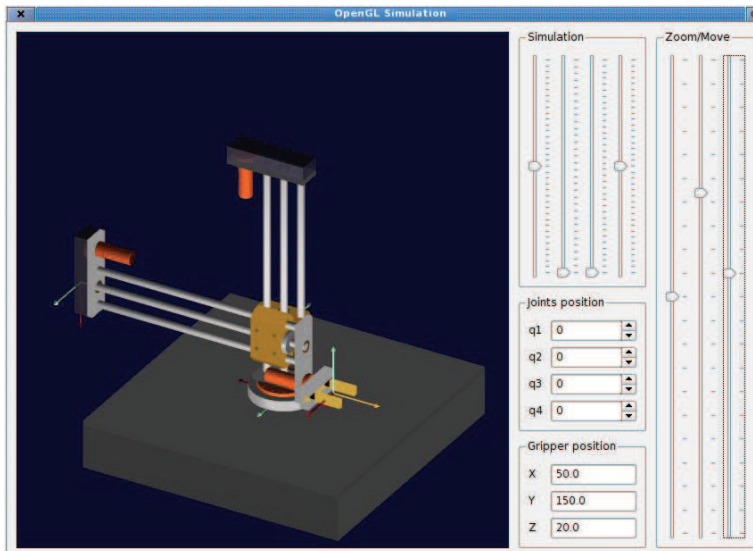 OpenGL Simulation
Simulation
Zoom/Move
Joints position
q1 0
q2 0
q3 0
q4 0
Gripper position
X 50.0
Y 150.0
Z 20.0